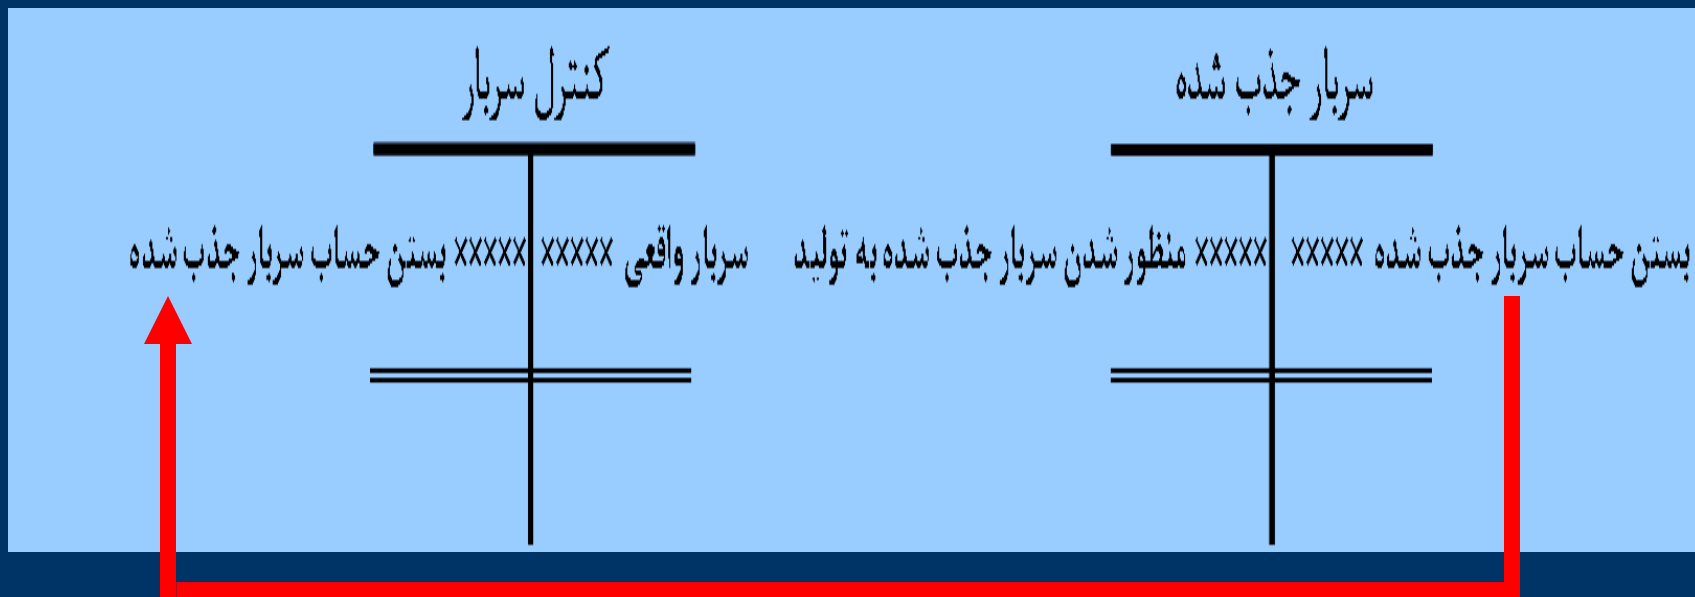 سربار جذب شده
کنترل سربار
بستن حساب سربار جذب شده xxxxx
xxxxx منظور شدن سربار جذب شده به تولید
سربار واقعی xxxxx
xxxxx بستن حساب سربار جذب شده